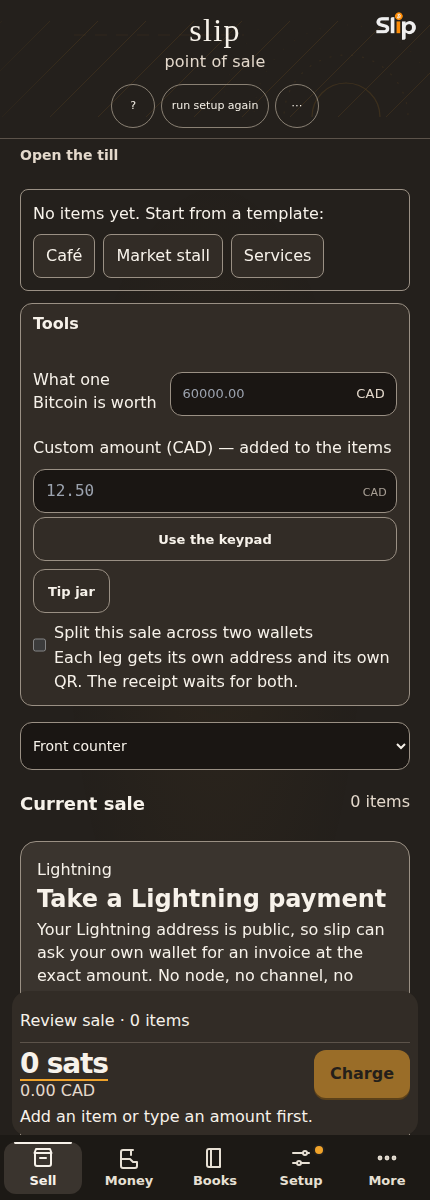 slip
Slip
point of sale
?
run setup again
...
Open the till
No items yet. Start from a template:
Café
Market stall
Services
Tools
What one
Bitcoin is worth
60000.00
CAD
Custom amount (CAD) — added to the items
12.50
CAD
Use the keypad
Tip jar
Split this sale across two wallets
Each leg gets its own address and its own
QR. The receipt waits for both.
Front counter
Current sale
0 items
Lightning
Take a Lightning payment
Your Lightning address is public, so slip can
ask your own wallet for an invoice at the
exact amount. No node, no channel, no
Review sale · 0 items
0 sats
0.00 CAD
Charge
Add an item or type an amount first.
Sell
Money
Books
Setup
More